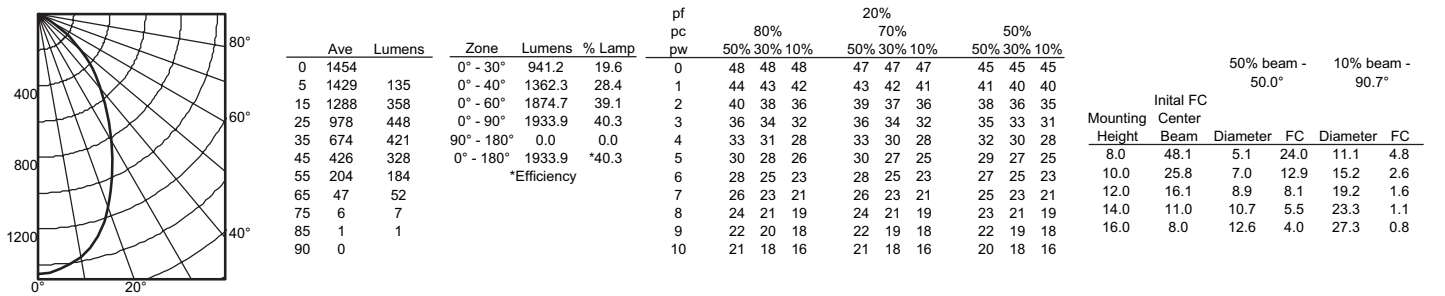 80°
60°
40°
20°
0°
400
800
1200
Ave Lumens
0 1454
5 1429 135
15 1288 358
25 978 448
35 674 421
45 426 328
55 204 184
65 47 52
75 6 7
85 1 1
90 0
Zone Lumens % Lamp
0° - 30° 941.2 19.6
0° - 40° 1362.3 28.4
0° - 60° 1874.7 39.1
0° - 90° 1933.9 40.3
90° - 180° 0.0 0.0
0° - 180° 1933.9 *40.3
*Efficiency
pf 20%
pc 80% 70% 50%
pw 50% 30% 10% 50% 30% 10% 50% 30% 10%
0 48 48 48 47 47 47 45 45 45
1 44 43 42 43 42 41 41 40 40
2 40 38 36 39 37 36 38 36 35
3 36 34 32 36 34 32 35 33 31
4 33 31 28 33 30 28 32 30 28
5 30 28 26 30 27 25 29 27 25
6 28 25 23 28 25 23 27 25 23
7 26 23 21 26 23 21 25 23 21
8 24 21 19 24 21 19 23 21 19
9 22 20 18 22 19 18 22 19 18
10 21 18 16 21 18 16 20 18 16
50% beam - 10% beam -
50.0° 90.7°
Inital FC
Mounting Center
Height Beam Diameter FC Diameter FC
8.0 48.1 5.1 24.0 11.1 4.8
10.0 25.8 7.0 12.9 15.2 2.6
12.0 16.1 8.9 8.1 19.2 1.6
14.0 11.0 10.7 5.5 23.3 1.1
16.0 8.0 12.6 4.0 27.3 0.8